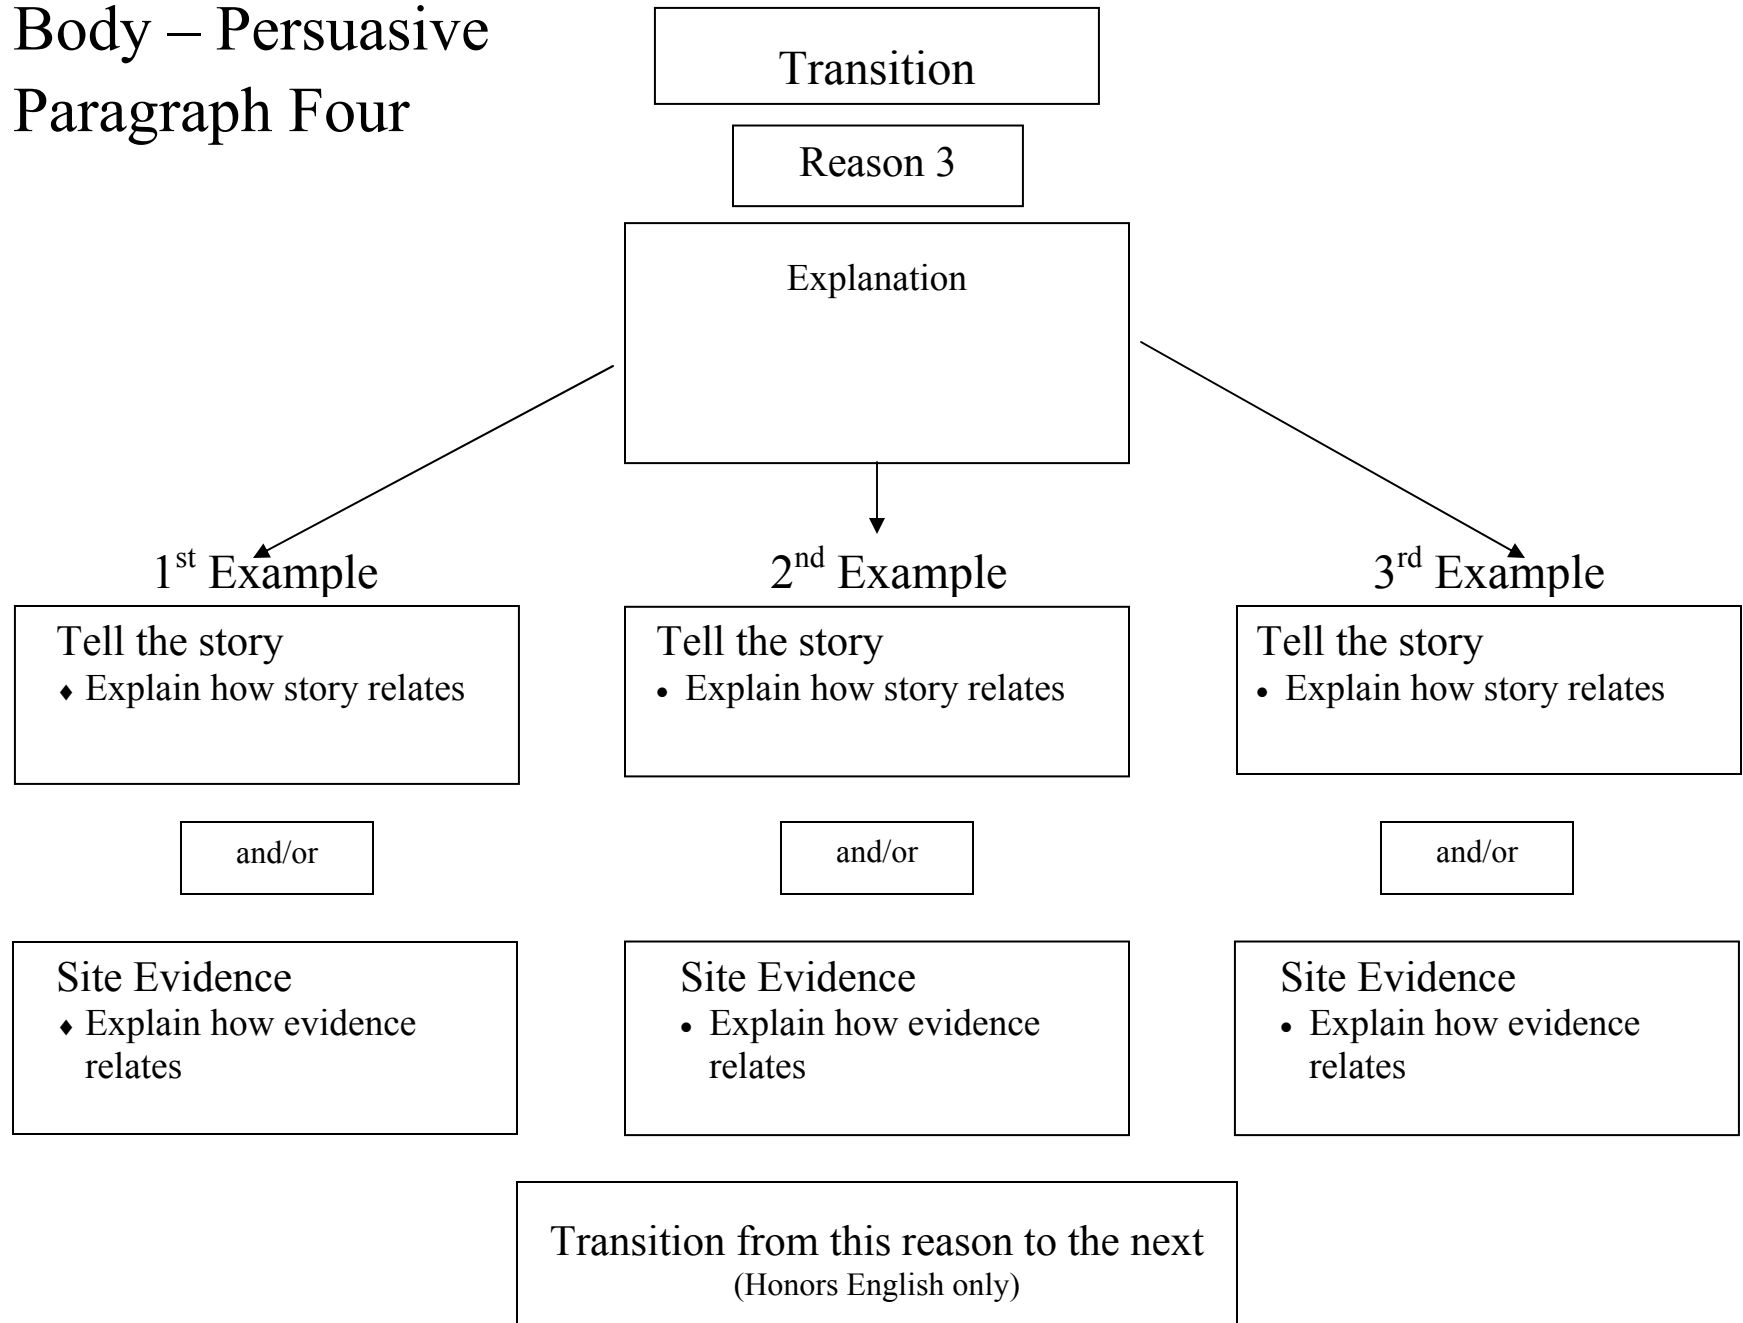 Body – Persuasive
Paragraph Four
Transition
Reason 3
Explanation
1st Example
2nd Example
3rd Example
Tell the story
♦ Explain how story relates
Tell the story
• Explain how story relates
Tell the story
• Explain how story relates
and/or
and/or
and/or
Site Evidence
♦ Explain how evidence
relates
Site Evidence
• Explain how evidence
relates
Site Evidence
• Explain how evidence
relates
Transition from this reason to the next
(Honors English only)